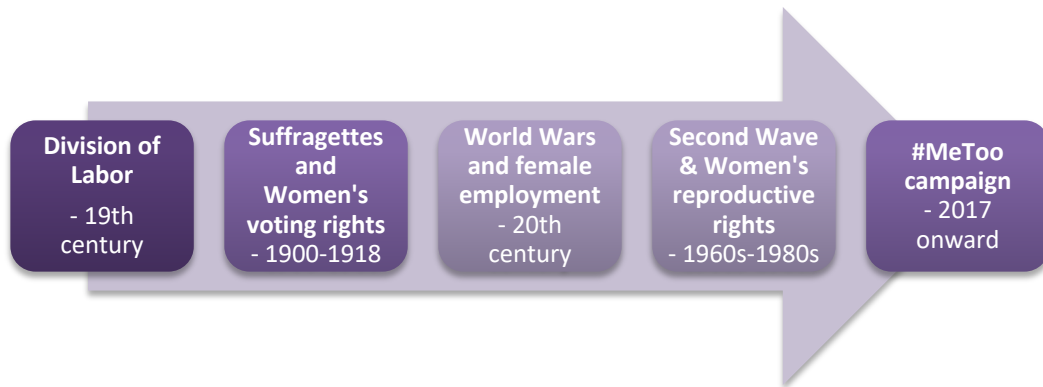 Division of
Labor
- 19th
century
Suffragettes
and
Women's
voting rights
- 1900-1918
World Wars
and female
employment
- 20th
century
Second Wave
& Women's
reproductive
rights
- 1960s-1980s
#MeToo
campaign
- 2017
onward